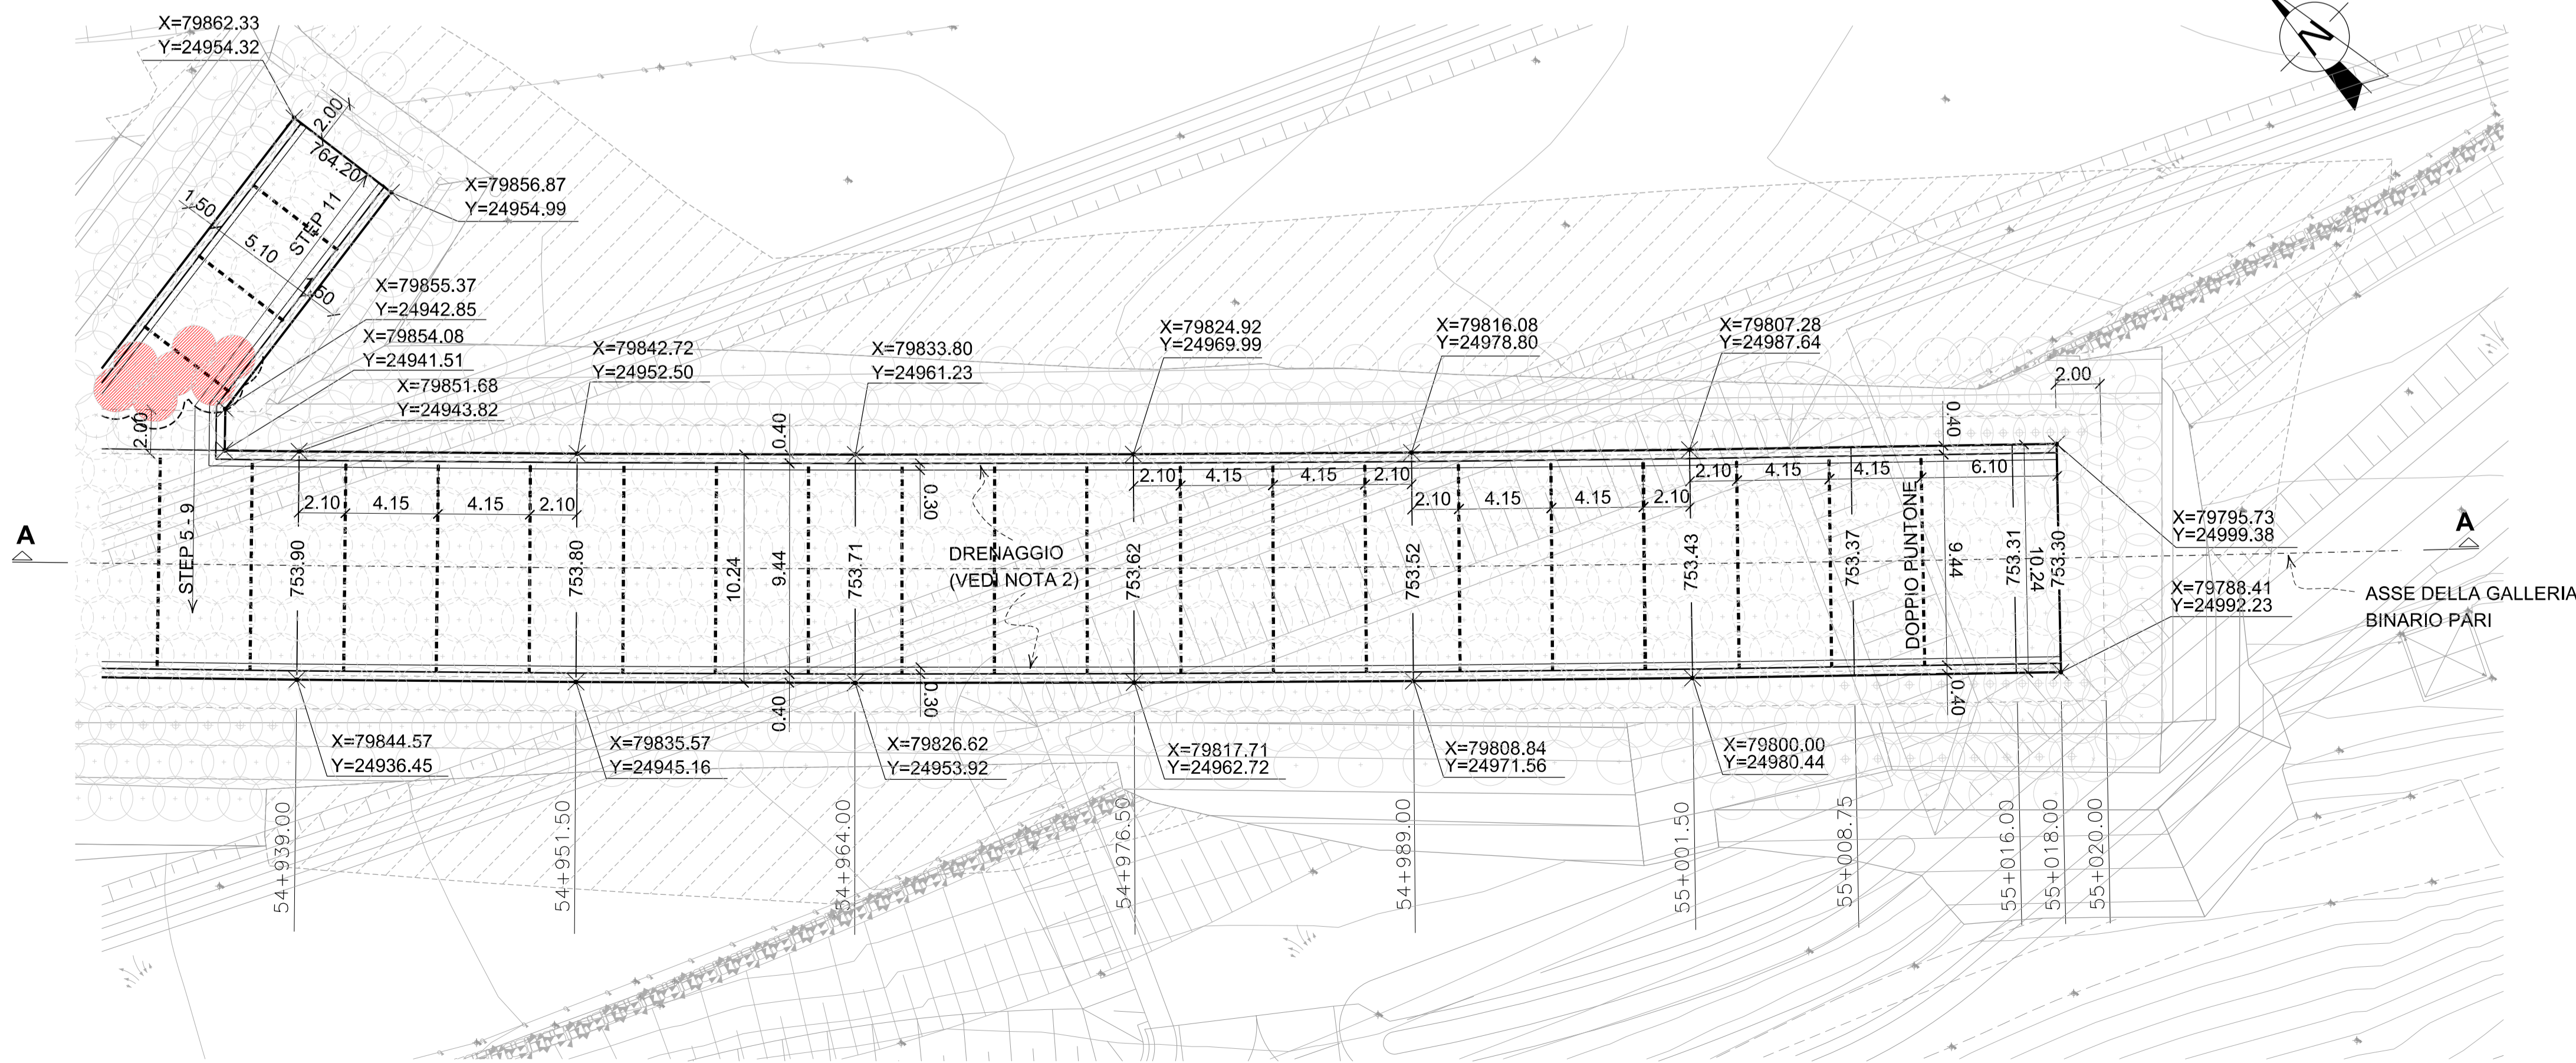 X=79862.33
Y=24954.32
N
2.00
764.20
X=79856.87
Y=24954.99
1.50
STEP 11
5.10
1.50
X=79855.37
Y=24942.85
X=79854.08
Y=24941.51
X=79851.68
Y=24943.82
X=79842.72
Y=24952.50
X=79833.80
Y=24961.23
X=79824.92
Y=24969.99
X=79816.08
Y=24978.80
X=79807.28
Y=24987.64
2.00
2.00
0.40
0.40
2.10
4.15
4.15
2.10
2.10
4.15
4.15
6.10
2.10
4.15
4.15
2.10
0.30
2.10
4.15
4.15
2.10
A
STEP 5 - 9
753.90
753.80
10.24
9.44
753.71
DRENAGGIO
(VEDI NOTA 2)
753.62
753.52
753.43
753.37
DOPPIO PUNTONE
9.44
753.31
10.24
753.30
X=79795.73
Y=24999.38
A
X=79788.41
Y=24992.23
ASSE DELLA GALLERIA
BINARIO PARI
0.40
0.30
0.40
X=79844.57
Y=24936.45
X=79835.57
Y=24945.16
X=79826.62
Y=24953.92
X=79817.71
Y=24962.72
X=79808.84
Y=24971.56
X=79800.00
Y=24980.44
54+939.00
54+951.50
54+964.00
54+976.50
54+989.00
55+001.50
55+008.75
55+016.00
55+018.00
55+020.00